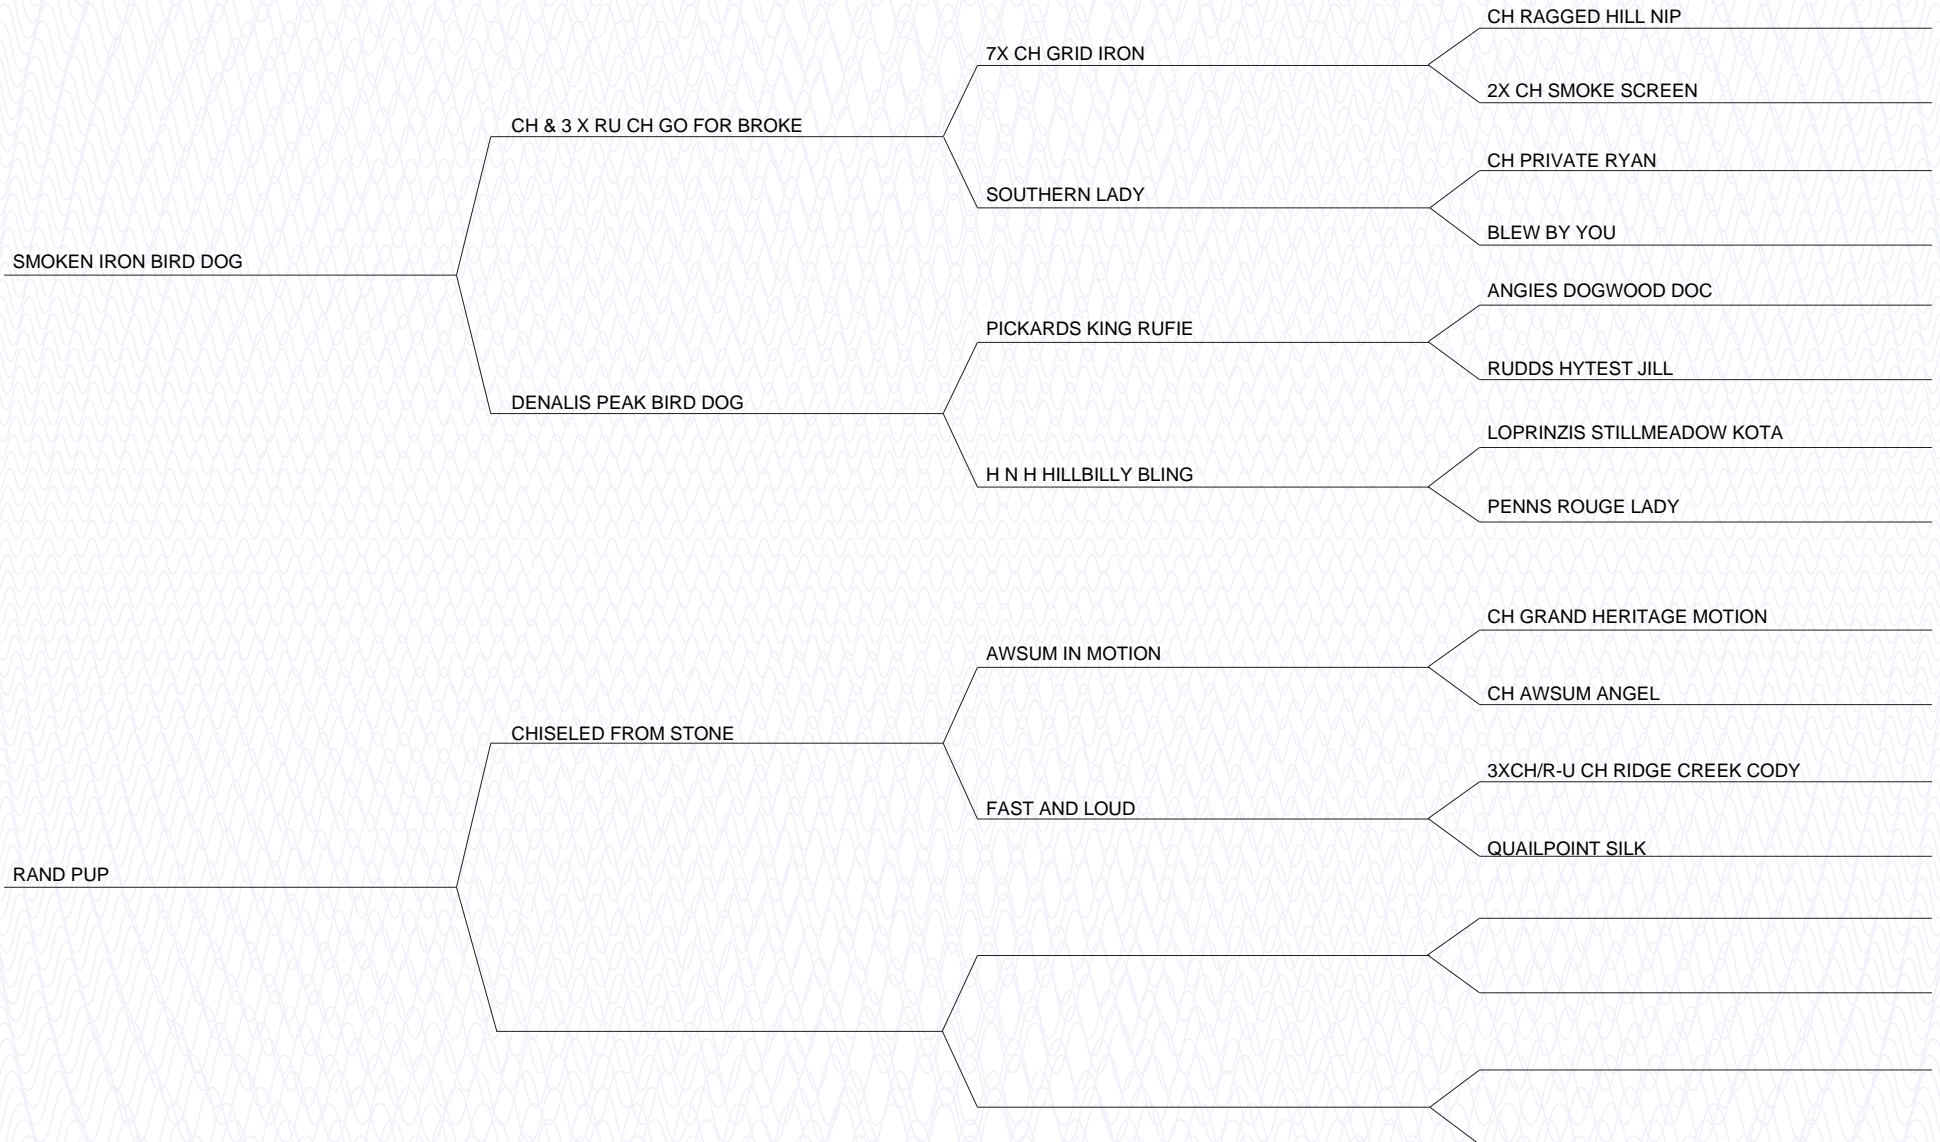 CH RAGGED HILL NIP
7X CH GRID IRON
2X CH SMOKE SCREEN
CH & 3 X RU CH GO FOR BROKE
CH PRIVATE RYAN
SOUTHERN LADY
BLEW BY YOU
SMOKEN IRON BIRD DOG
ANGIES DOGWOOD DOC
PICKARDS KING RUFIE
RUDDS HYTEST JILL
DENALIS PEAK BIRD DOG
LOPRINZIS STILLMEADOW KOTA
H N H HILLBILLY BLING
PENNS ROUGE LADY
CH GRAND HERITAGE MOTION
AWSUM IN MOTION
CH AWSUM ANGEL
CHISELED FROM STONE
3XCH/R-U CH RIDGE CREEK CODY
FAST AND LOUD
QUAILPOINT SILK
RAND PUP